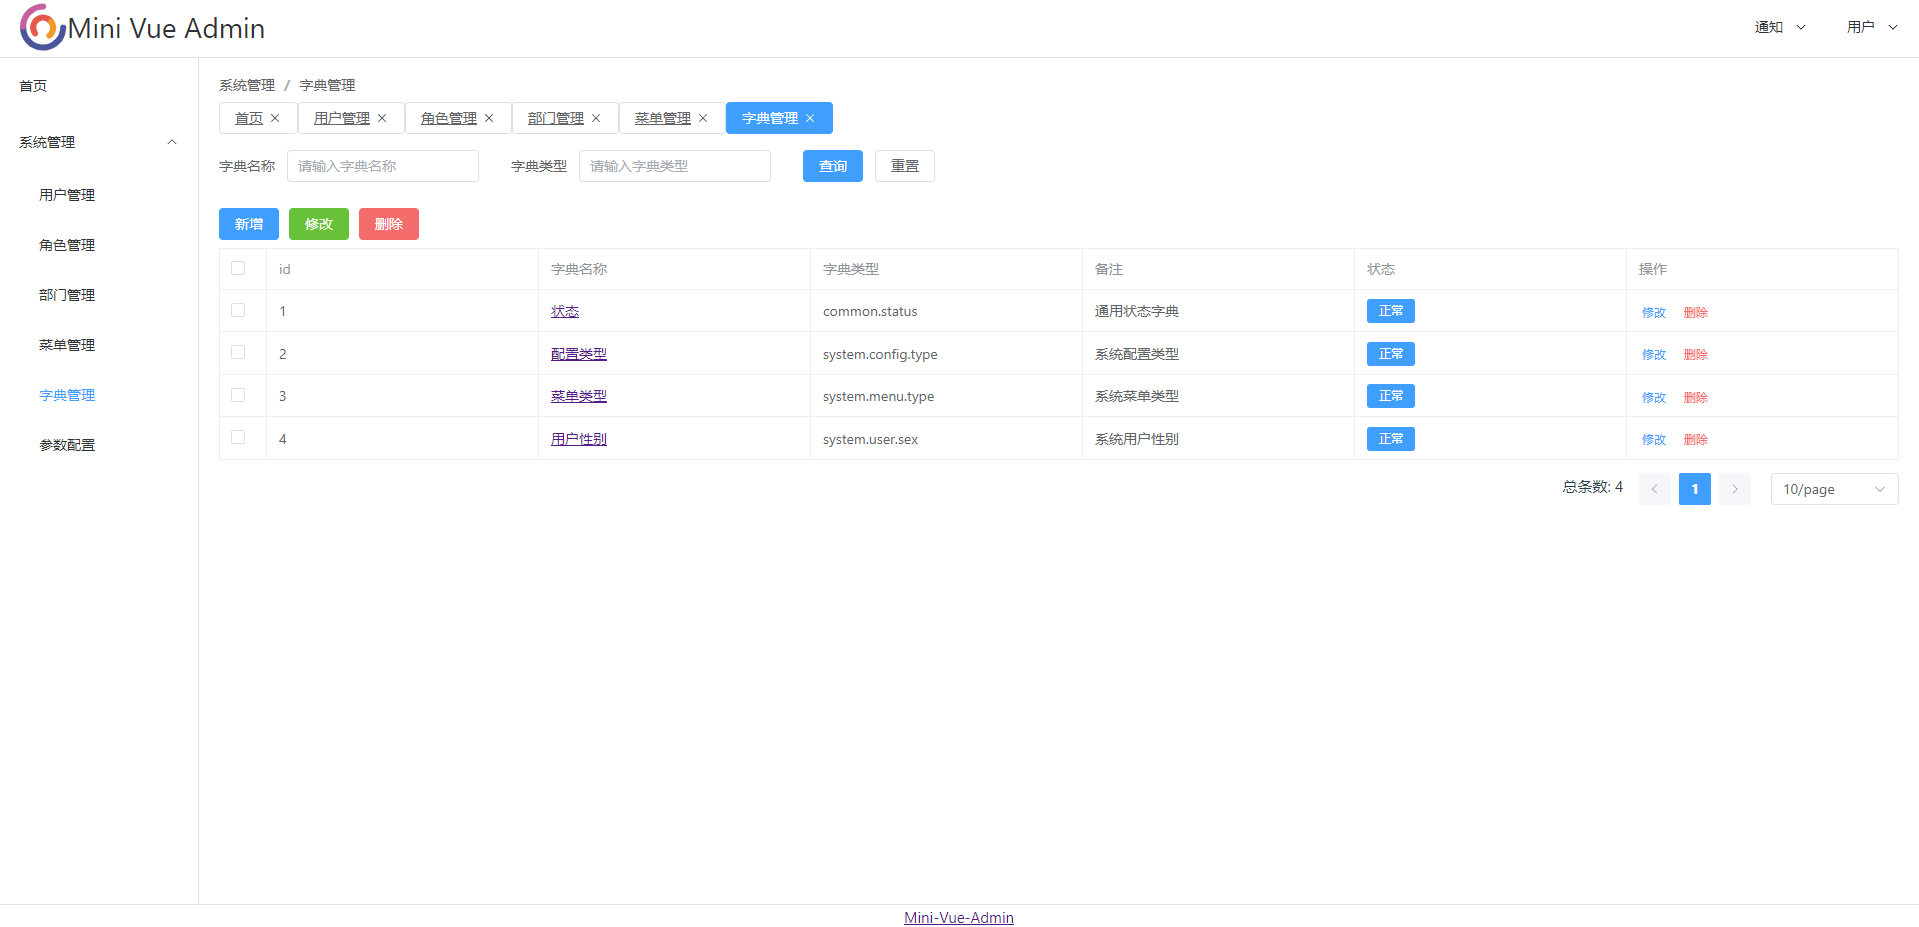 Mini Vue Admin 通知 用户
首页
系统管理
用户管理
角色管理
部门管理
菜单管理
字典管理
参数配置
系统管理 / 字典管理
首页 用户管理 角色管理 部门管理 菜单管理 字典管理
字典名称 请输入字典名称 字典类型 请输入字典类型 查询 重置
新增 修改 删除
id 字典名称 字典类型 备注 状态 操作
1 状态 common.status 通用状态字典 正常 修改 删除
2 配置类型 system.config.type 系统配置类型 正常 修改 删除
3 菜单类型 system.menu.type 系统菜单类型 正常 修改 删除
4 用户性别 system.user.sex 系统用户性别 正常 修改 删除
总条数: 4 1 10/page
Mini-Vue-Admin